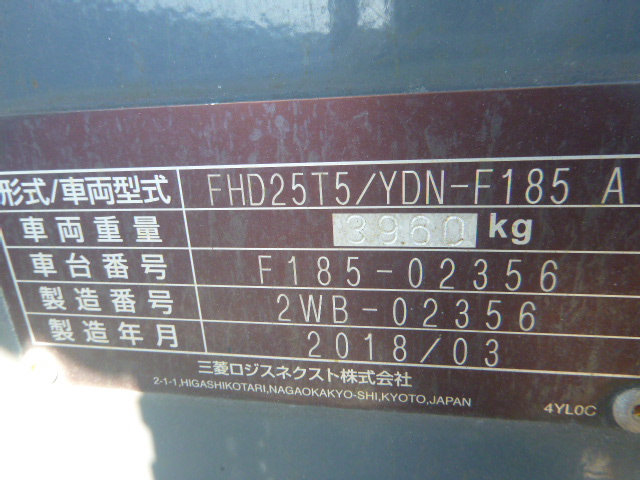 形式/車両型式 FHD25T5/YDN-F185 A
車両重量 3960 kg
車台番号 F185-02356
製造番号 2WB-02356
製造年月 2018/03
三菱ロジスネクスト株式会社
2-1-1,HIGASHIKOTARI,NAGAOKAKYO-SHI,KYOTO,JAPAN
4YL0C